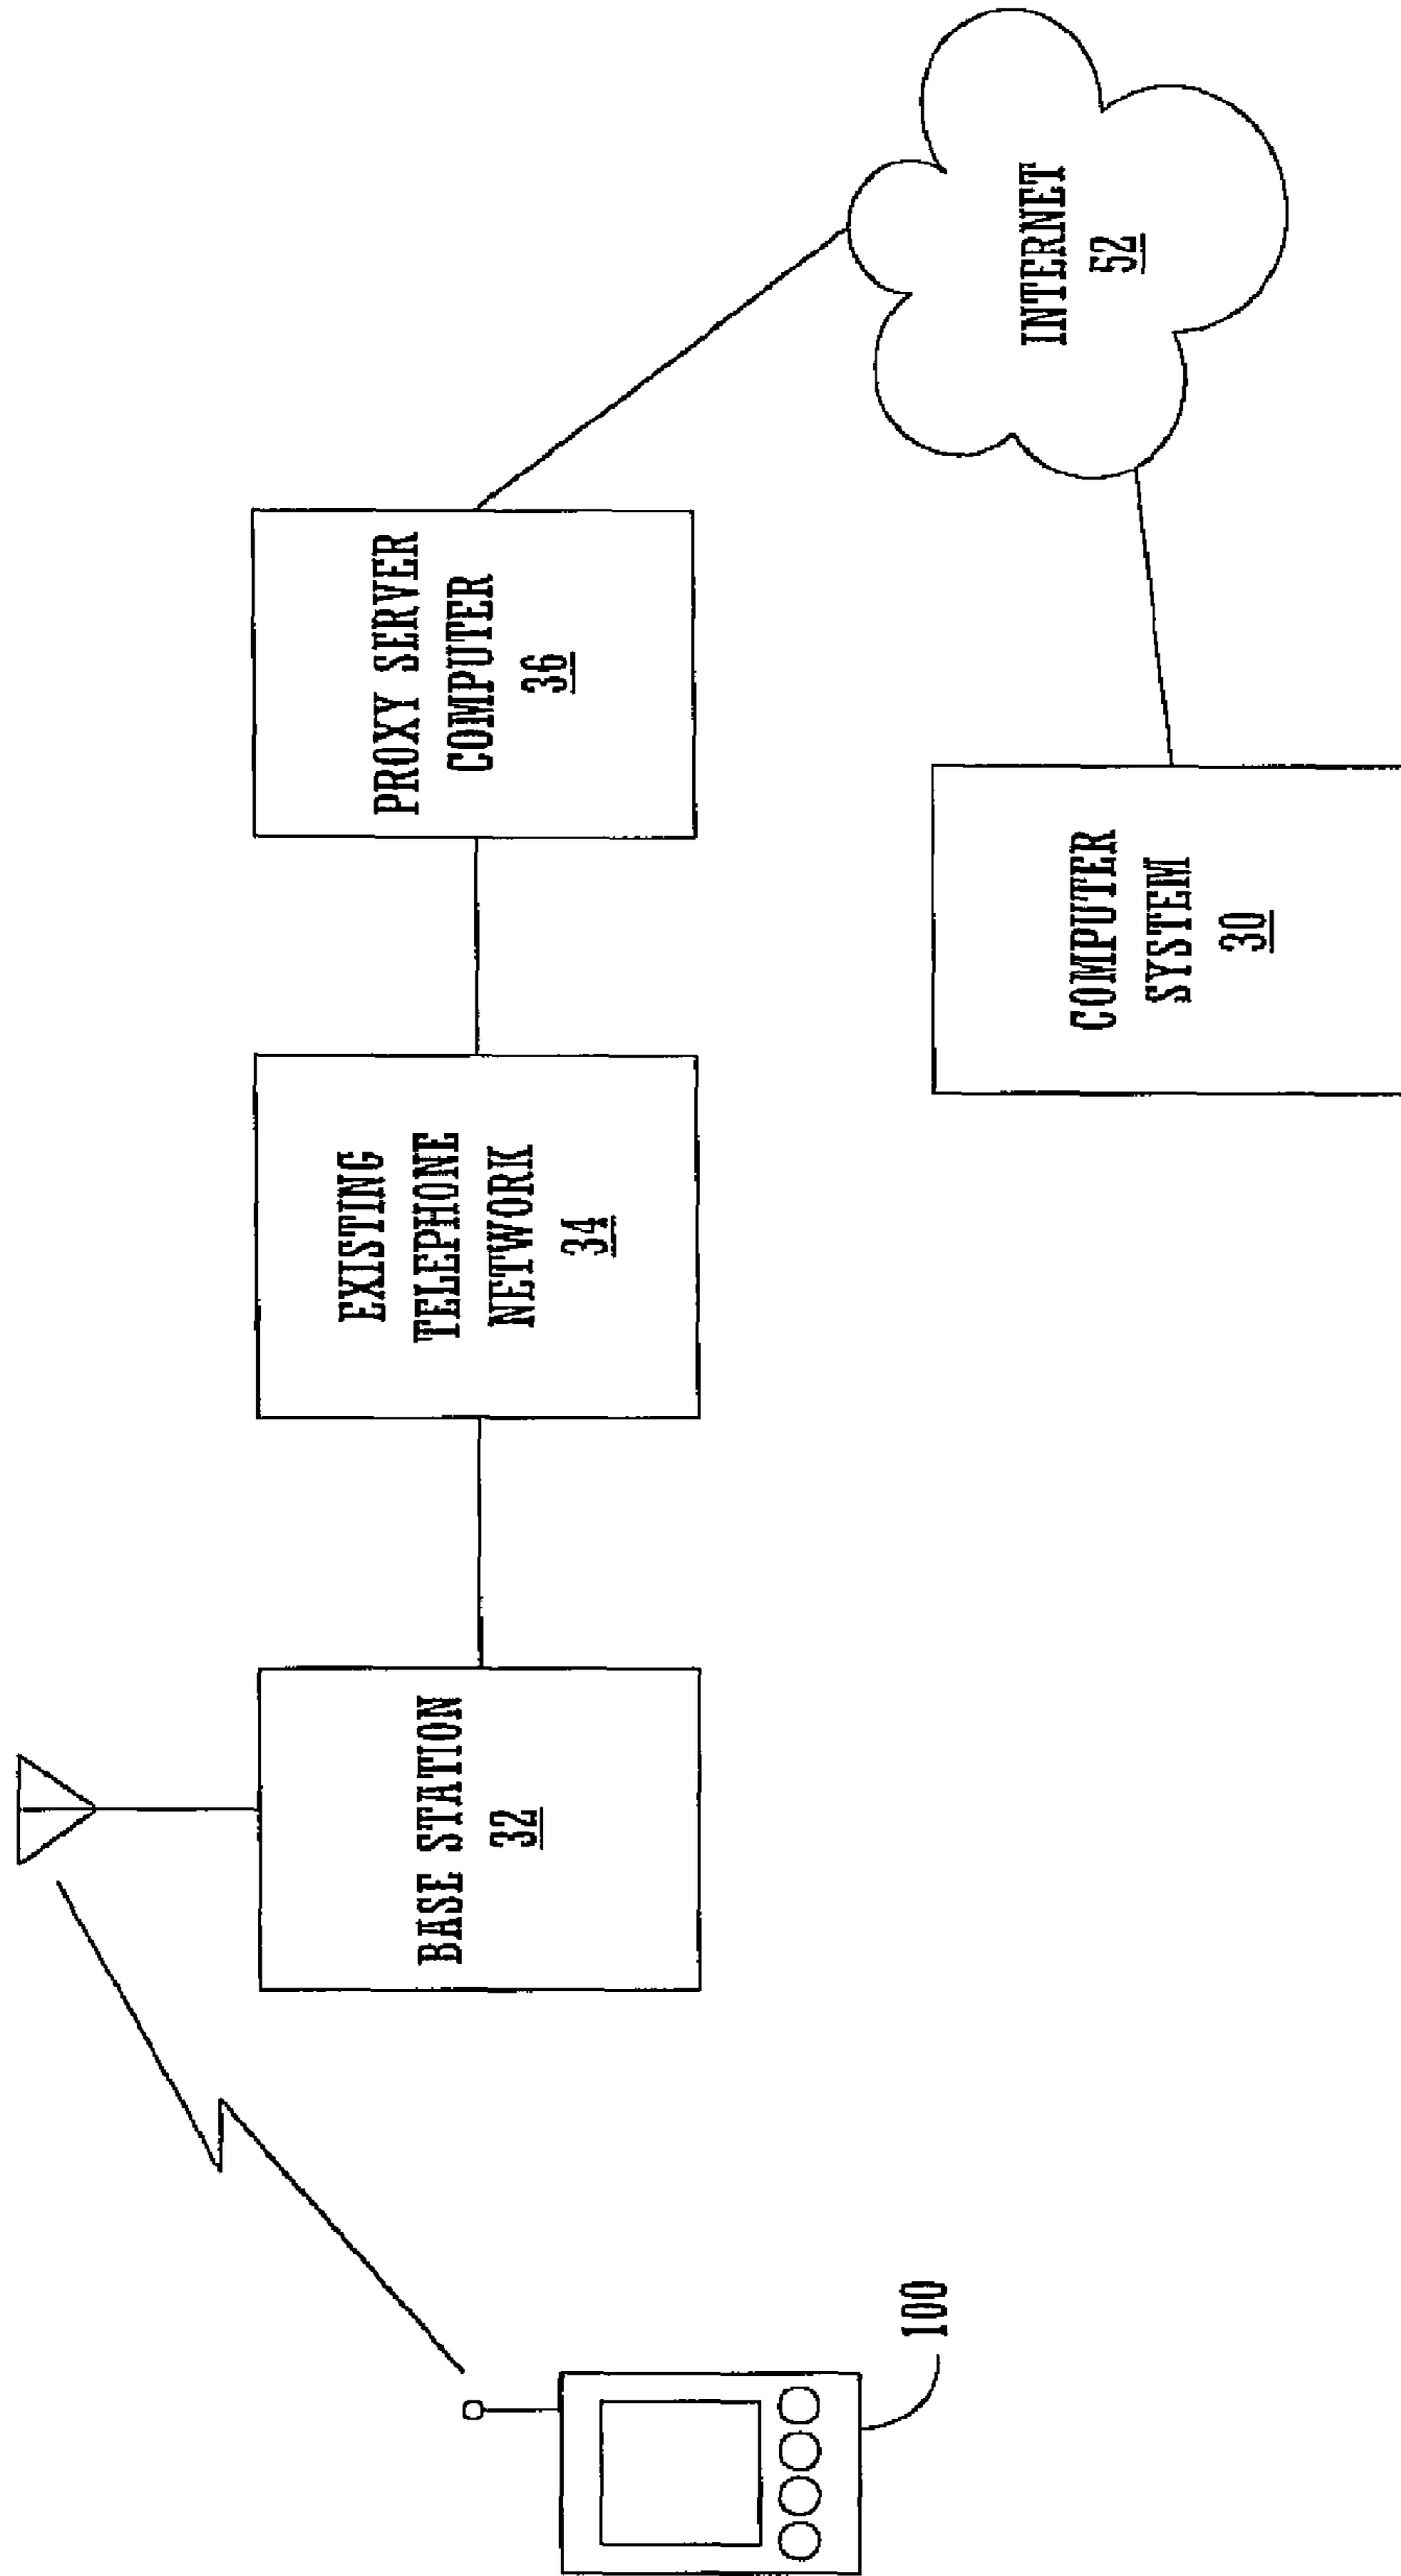 BASE STATION
32
EXISTING
TELEPHONE
NETWORK
34
PROXY SERVER
COMPUTER
36
INTERNET
52
COMPUTER
SYSTEM
30
100